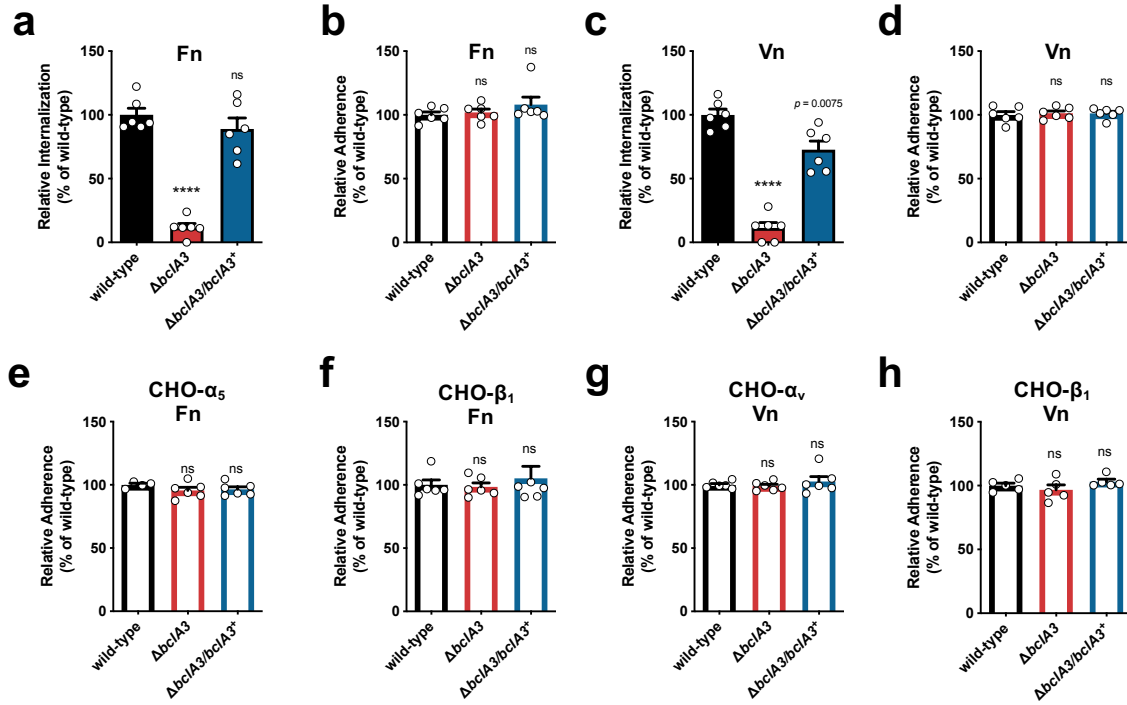 a
Fn
Relative Internalization
(% of wild-type)
150
100
50
0
****
ns
wild-type
ΔbclA3
ΔbclA3/bclA3⁺
b
Fn
Relative Adherence
(% of wild-type)
150
100
50
0
ns
ns
wild-type
ΔbclA3
ΔbclA3/bclA3⁺
c
Vn
Relative Internalization
(% of wild-type)
150
100
50
0
****
p = 0.0075
wild-type
ΔbclA3
ΔbclA3/bclA3⁺
d
Vn
Relative Adherence
(% of wild-type)
150
100
50
0
ns
ns
wild-type
ΔbclA3
ΔbclA3/bclA3⁺
e
CHO-α₅
Fn
Relative Adherence
(% of wild-type)
150
100
50
0
ns
ns
wild-type
ΔbclA3
ΔbclA3/bclA3⁺
f
CHO-β₁
Fn
Relative Adherence
(% of wild-type)
150
100
50
0
ns
ns
wild-type
ΔbclA3
ΔbclA3/bclA3⁺
g
CHO-αᵥ
Vn
Relative Adherence
(% of wild-type)
150
100
50
0
ns
ns
wild-type
ΔbclA3
ΔbclA3/bclA3⁺
h
CHO-β₁
Vn
Relative Adherence
(% of wild-type)
150
100
50
0
ns
ns
wild-type
ΔbclA3
ΔbclA3/bclA3⁺